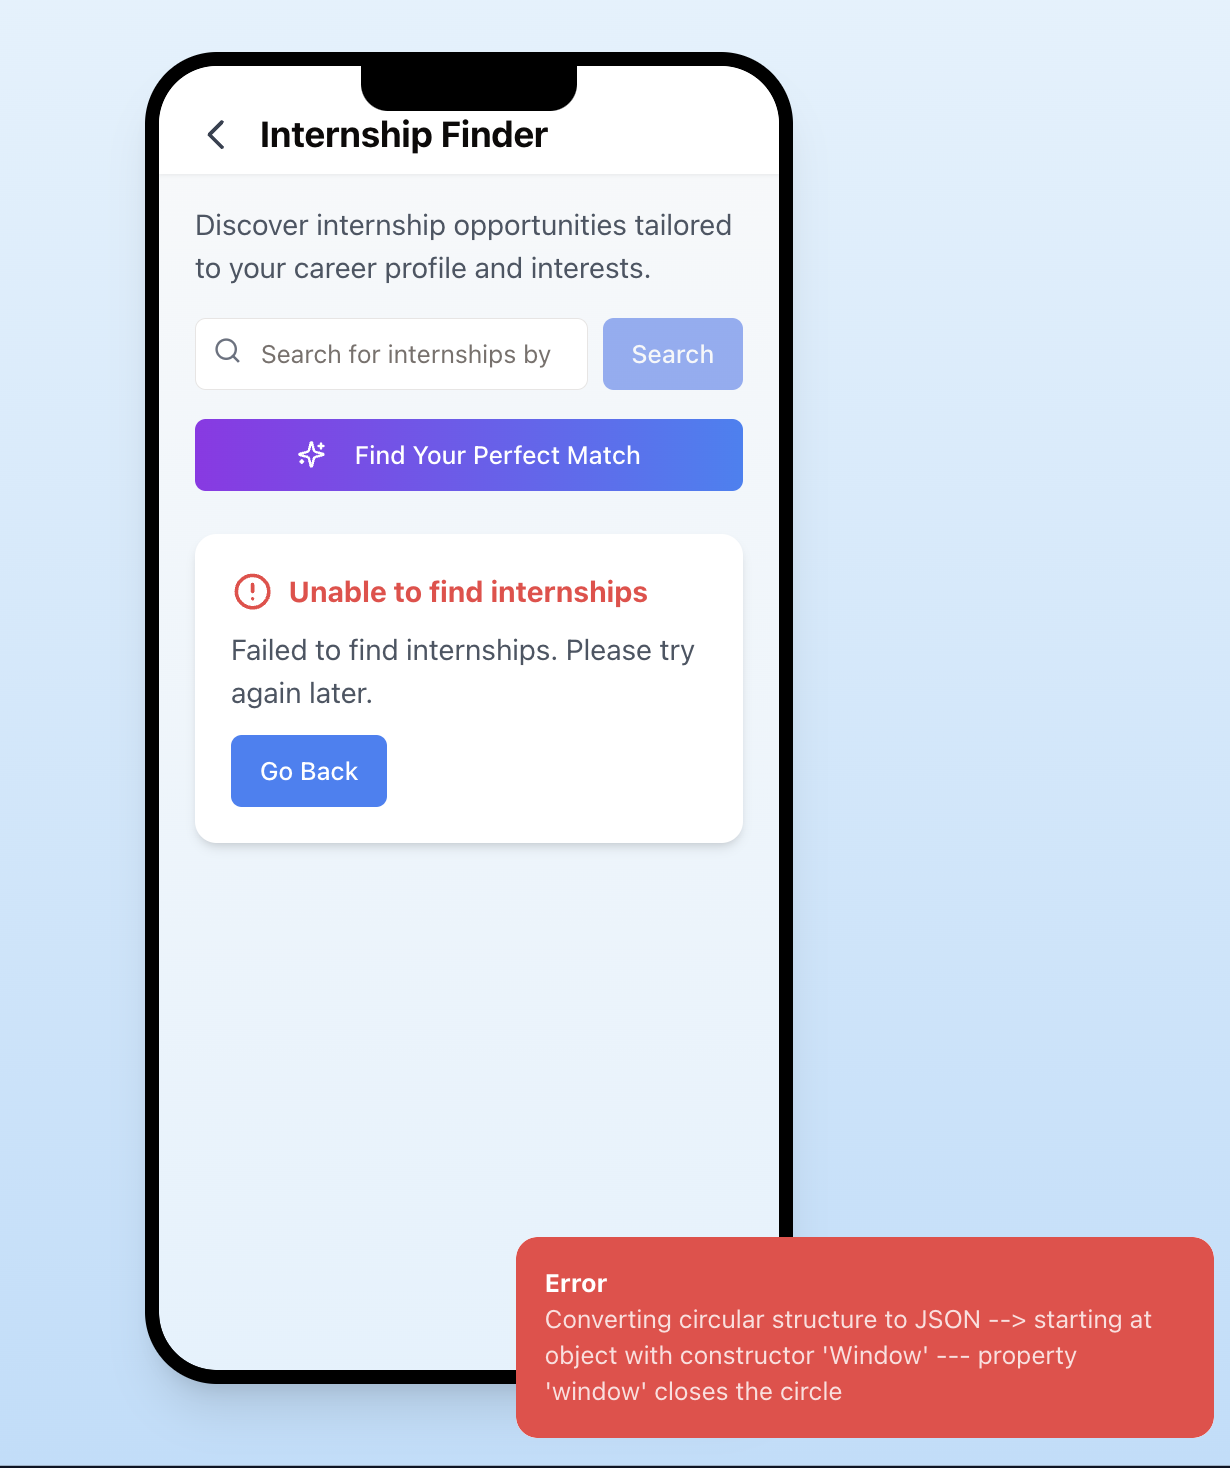 Internship Finder
Discover internship opportunities tailored
to your career profile and interests.
Search for internships by
Search
Find Your Perfect Match
Unable to find internships
Failed to find internships. Please try
again later.
Go Back
Error
Converting circular structure to JSON --> starting at
object with constructor 'Window' --- property
'window' closes the circle